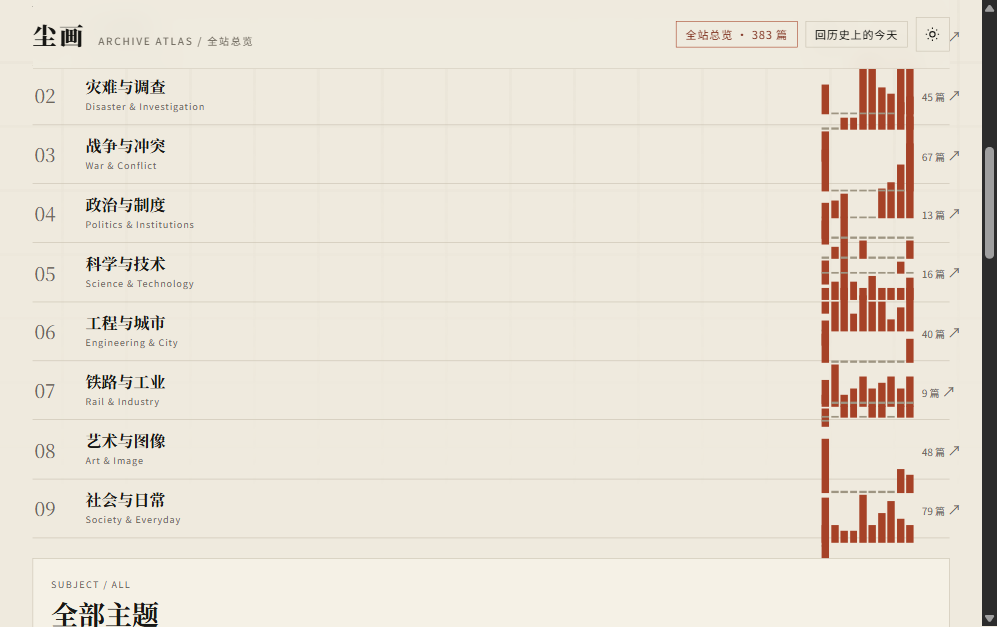 尘画 ARCHIVE ATLAS / 全站总览 全站总览 · 383 篇 回历史上的今天
02 灾难与调查 45 篇 ↗
Disaster & Investigation
03 战争与冲突 67 篇 ↗
War & Conflict
04 政治与制度 13 篇 ↗
Politics & Institutions
05 科学与技术 16 篇 ↗
Science & Technology
06 工程与城市 40 篇 ↗
Engineering & City
07 铁路与工业 9 篇 ↗
Rail & Industry
08 艺术与图像 48 篇 ↗
Art & Image
09 社会与日常 79 篇 ↗
Society & Everyday
SUBJECT / ALL
全部主题